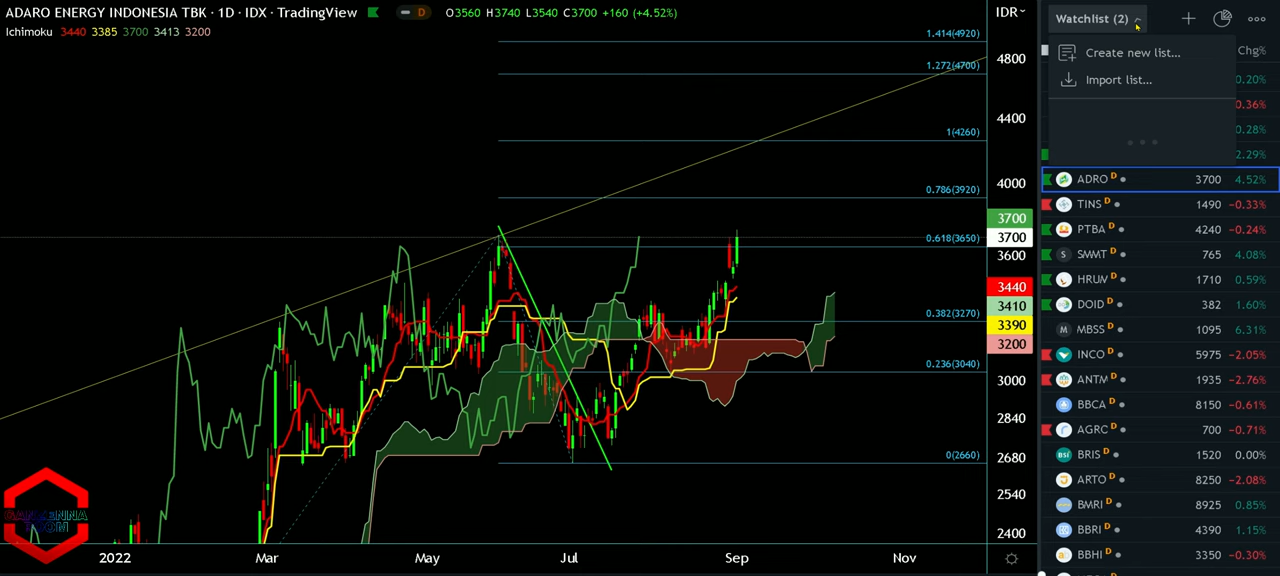 ADARO ENERGY INDONESIA TBK · 1D · IDX · TradingView D O3560 H3740 L3540 C3700 +160 (+4.52%)
Ichimoku 3440 3385 3700 3413 3200
1.414(4920)
1.272(4700)
1(4260)
0.786(3920)
0.618(3650)
0.382(3270)
0.236(3040)
0(2660)
IDR
4800
4400
4000
3700
3700
3600
3440
3410
3390
3200
3000
2840
2680
2540
2400
2022 Mar May Jul Sep Nov
Watchlist (2)
Chg%
Create new list...
Import list...
0.20%
0.36%
0.28%
2.29%
ADRO D 3700 4.52%
TINS D 1490 −0.33%
PTBA D 4240 −0.24%
SMMT D 765 4.08%
HRUM D 1710 0.59%
DOID D 382 1.60%
MBSS D 1095 6.31%
INCO D 5975 −2.05%
ANTM D 1935 −2.76%
BBCA D 8150 −0.61%
AGRO D 700 −0.71%
BRIS D 1520 0.00%
ARTO D 8250 −2.08%
BMRI D 8925 0.85%
BBRI D 4390 1.15%
BBHI D 3350 −0.30%